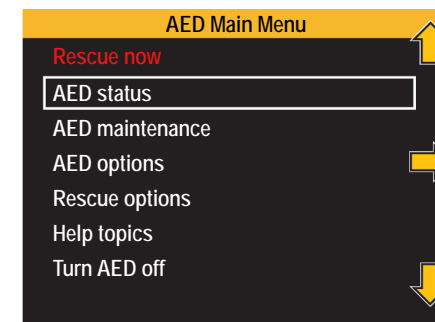 AED Main Menu
Rescue now
AED status
AED maintenance
AED options
Rescue options
Help topics
Turn AED off